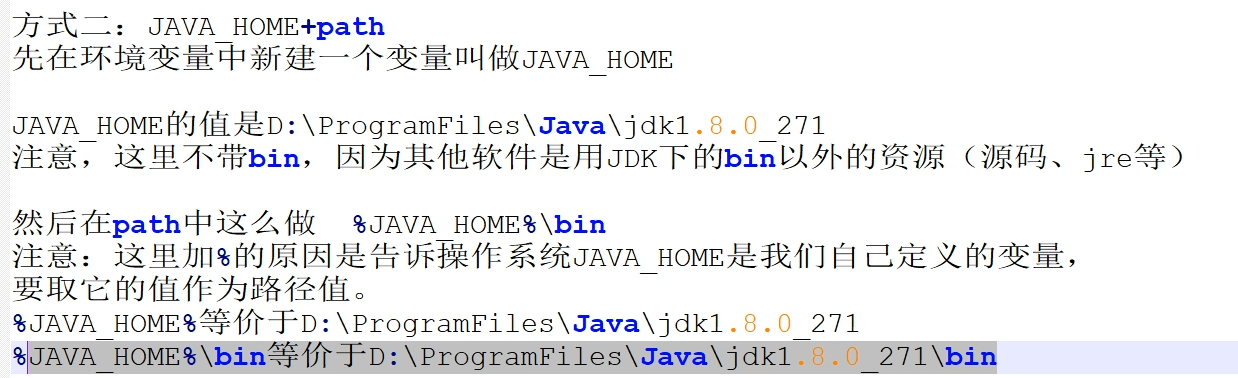 方式二：JAVA_HOME+path
先在环境变量中新建一个变量叫做JAVA_HOME
JAVA_HOME的值是D:\ProgramFiles\Java\jdk1.8.0_271
注意，这里不带bin，因为其他软件是用JDK下的bin以外的资源（源码、jre等）
然后在path中这么做  %JAVA_HOME%\bin
注意：这里加%的原因是告诉操作系统JAVA_HOME是我们自己定义的变量，
要取它的值作为路径值。
%JAVA_HOME%等价于D:\ProgramFiles\Java\jdk1.8.0_271
%JAVA_HOME%\bin等价于D:\ProgramFiles\Java\jdk1.8.0_271\bin